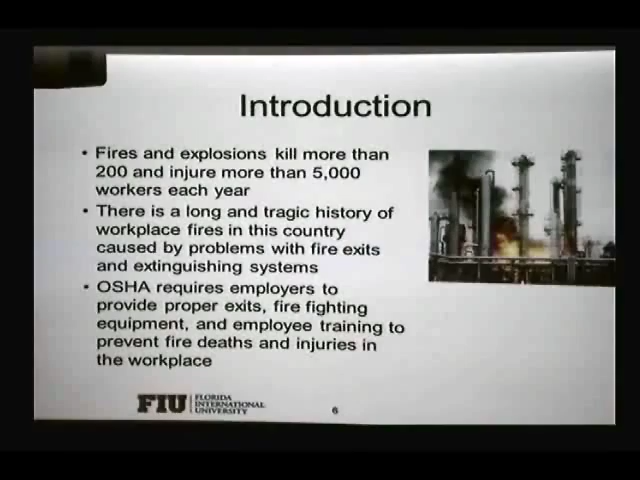 Introduction
• Fires and explosions kill more than
200 and injure more than 5,000
workers each year
• There is a long and tragic history of
workplace fires in this country
caused by problems with fire exits
and extinguishing systems
• OSHA requires employers to
provide proper exits, fire fighting
equipment, and employee training to
prevent fire deaths and injuries in
the workplace
FIU
FLORIDA
INTERNATIONAL
UNIVERSITY
6